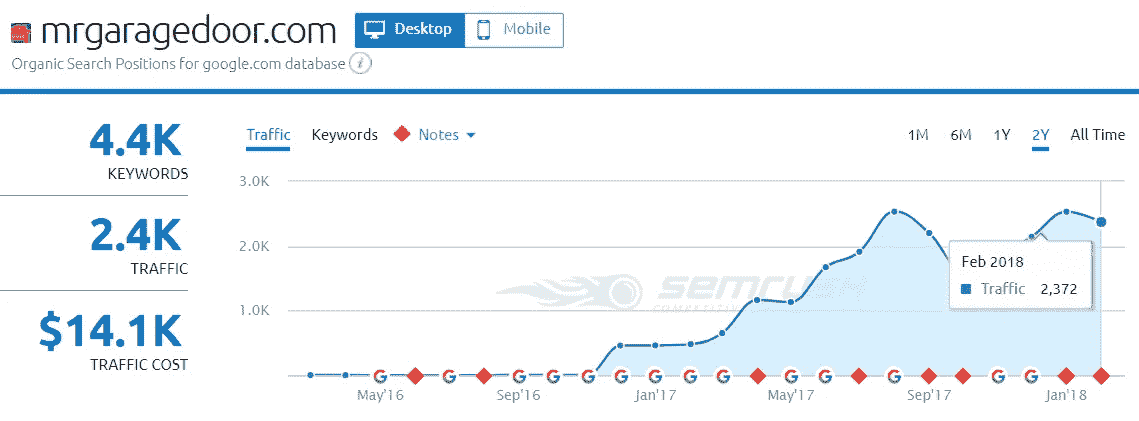 mrgaragedoor.com Desktop Mobile
Organic Search Positions for google.com database i
4.4K
KEYWORDS
2.4K
TRAFFIC
$14.1K
TRAFFIC COST
Traffic Keywords Notes 1M 6M 1Y 2Y All Time
3.0K
2.0K
1.0K
Feb 2018
Traffic 2,372
May'16 Sep'16 Jan'17 May'17 Sep'17 Jan'18